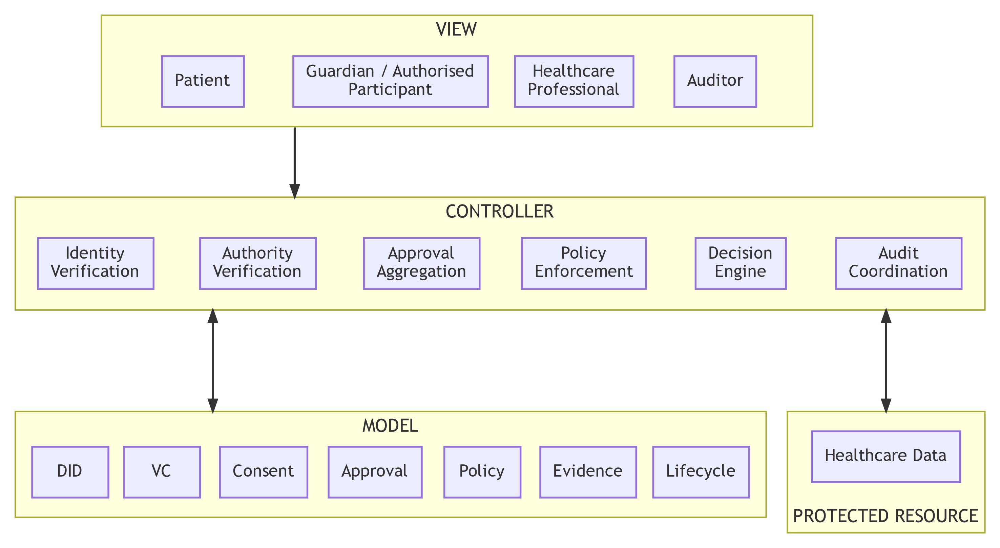 VIEW
Patient
Guardian / Authorised
Participant
Healthcare
Professional
Auditor
CONTROLLER
Identity
Verification
Authority
Verification
Approval
Aggregation
Policy
Enforcement
Decision
Engine
Audit
Coordination
MODEL
DID
VC
Consent
Approval
Policy
Evidence
Lifecycle
Healthcare Data
PROTECTED RESOURCE